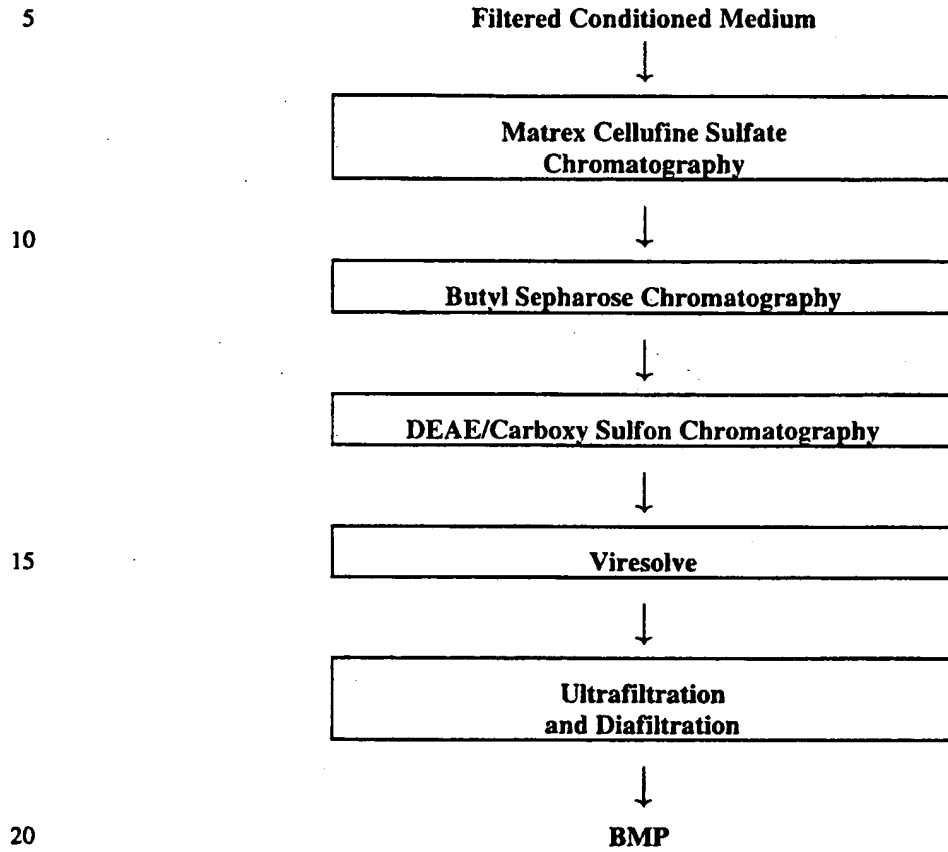 5 Filtered Conditioned Medium
↓
Matrex Cellufine Sulfate
Chromatography
↓
10
Butyl Sepharose Chromatography
↓
DEAE/Carboxy Sulfon Chromatography
↓
15 Viresolve
↓
Ultrafiltration
and Diafiltration
↓
20 BMP